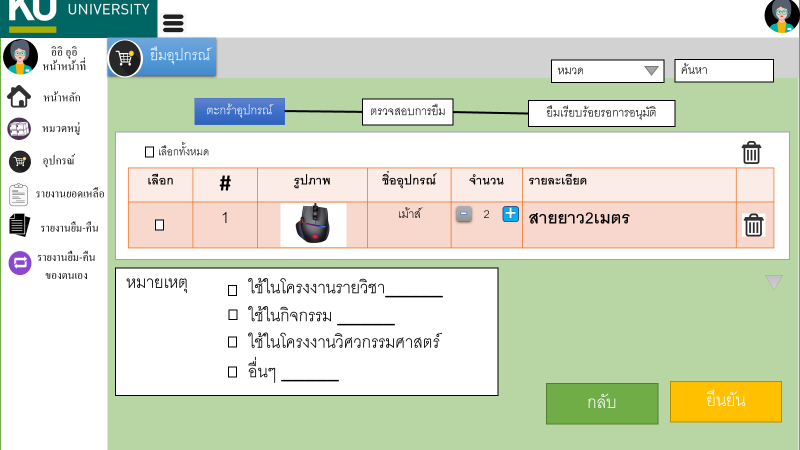 KU UNIVERSITY
อิอิ อุอิ
หน้าหน้าที่
หน้าหลัก
หมวดหมู่
อุปกรณ์
รายงานยอดเหลือ
รายงานยืม-คืน
รายงานยืม-คืน
ของตนเอง
ยืมอุปกรณ์
หมวด
ค้นหา
ตะกร้าอุปกรณ์
ตรวจสอบการยืม
ยืมเรียบร้อยรอการอนุมัติ
เลือกทั้งหมด
เลือก # รูปภาพ ชื่ออุปกรณ์ จำนวน รายละเอียด
1 เม้าส์ 2 สายยาว2เมตร
หมายเหตุ
ใช้ในโครงงานรายวิชา
ใช้ในกิจกรรม
ใช้ในโครงงานวิศวกรรมศาสตร์
อื่นๆ
กลับ
ยืนยัน